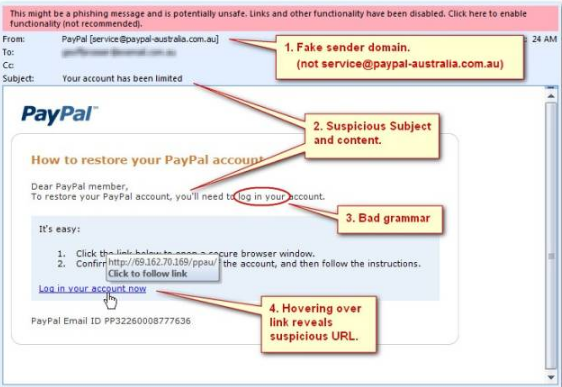 This might be a phishing message and is potentially unsafe. Links and other functionality have been disabled. Click here to enable
functionality (not recommended).
From: PayPal [service@paypal-australia.com.au]
24 AM
To:
Cc:
Subject: Your account has been limited
1. Fake sender domain.
(not service@paypal-australia.com.au)
PayPal
2. Suspicious Subject
and content.
How to restore your PayPal account
Dear PayPal member,
To restore your PayPal account, you'll need to log in your account.
3. Bad grammar
It's easy:
1. Click the link below to open a secure browser window.
http://69.162.70.169/ppau/
Click to follow link
2. Confirm the account, and then follow the instructions.
Log in your account now
4. Hovering over
link reveals
suspicious URL.
PayPal Email ID PP32260008777636